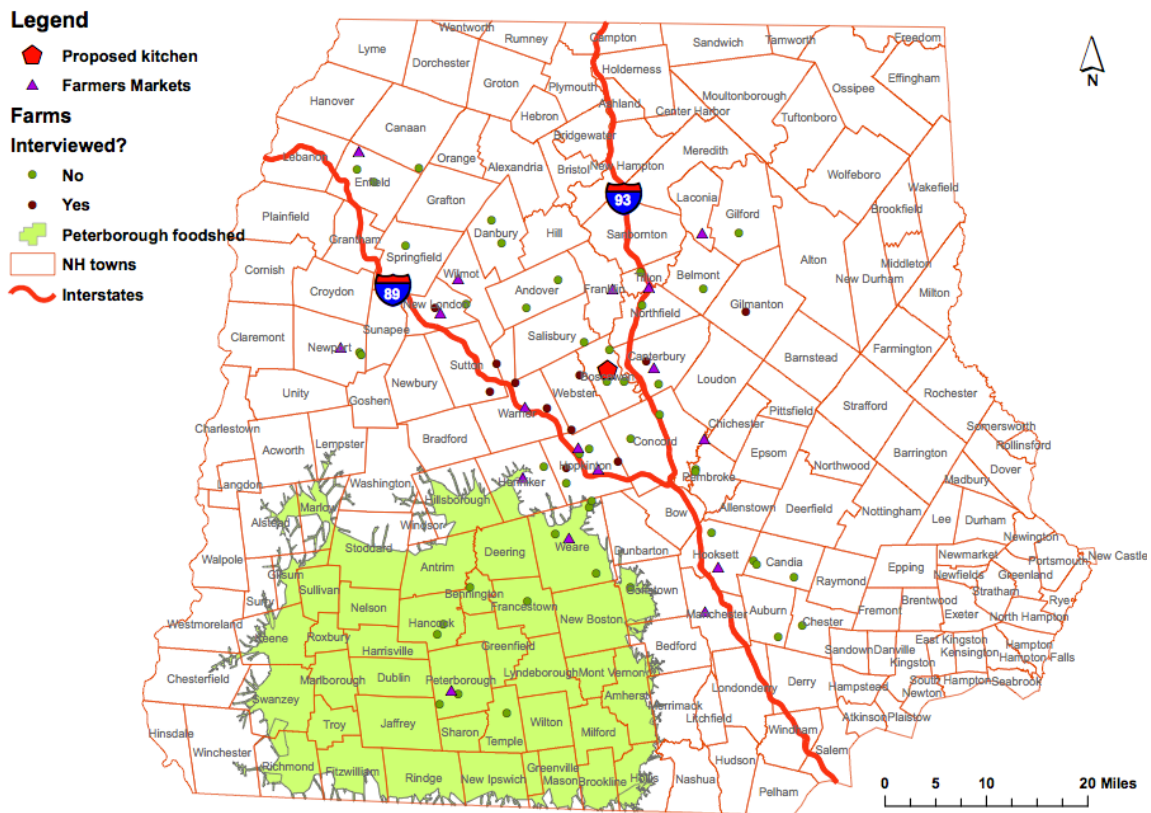 Legend
Proposed kitchen
Farmers Markets
Farms
Interviewed?
No
Yes
Peterborough foodshed
NH towns
Interstates
N
Wentworth
Rumney
Campton
Sandwich
Tamworth
Freedom
Lyme
Dorchester
Groton
Plymouth
Holderness
Ashland
Moultonborough
Center Harbor
Ossipee
Effingham
Tuftonboro
Hanover
Canaan
Hebron
Bridgewater
Lebanon
Orange
Alexandria
Bristol
New Hampton
Meredith
Wolfeboro
Wakefield
Enfield
Grafton
93
Laconia
Gilford
Brookfield
Plainfield
Grantham
Danbury
Hill
Sanbornton
Springfield
Wilmot
Alton
Middleton
New Durham
Milton
Cornish
Croydon
89
New London
Andover
Franklin
Tilton
Belmont
Northfield
Gilmanton
Claremont
Sunapee
Newport
Salisbury
Canterbury
Barnstead
Farmington
Sutton
Newbury
Webster
Boscawen
Loudon
Unity
Goshen
Warner
Pittsfield
Strafford
Rochester
Charlestown
Acworth
Lempster
Bradford
Concord
Chichester
Epsom
Northwood
Barrington
Somersworth
Rollinsford
Dover
Madbury
Langdon
Washington
Henniker
Hopkinton
Pembroke
Alstead
Marlow
Hillsborough
Windsor
Bow
Allenstown
Deerfield
Nottingham
Lee
Durham
Newington
Walpole
Stoddard
Deering
Weare
Dunbarton
Hooksett
Candia
Raymond
Epping
Newmarket
Portsmouth
New Castle
Gilsum
Sullivan
Antrim
Bennington
Francestown
Goffstown
Newfields
Greenland
Stratham
Surry
Nelson
Hancock
New Boston
Manchester
Auburn
Chester
Fremont
Brentwood
Exeter
Rye
North Hampton
Westmoreland
Keene
Roxbury
Harrisville
Greenfield
Bedford
Sandown
Danville
East Kingston
Kingston
Kensington
Hampton
Hampton Falls
Chesterfield
Marlborough
Dublin
Peterborough
Lyndeborough
Mont Vernon
Londonderry
Derry
Hampstead
South Hampton
Seabrook
Newton
Swanzey
Amherst
Merrimack
Litchfield
Atkinson
Plaistow
Hinsdale
Troy
Jaffrey
Sharon
Temple
Wilton
Milford
Windham
Salem
Winchester
Richmond
Fitzwilliam
Rindge
New Ipswich
Greenville
Mason
Brookline
Hollis
Nashua
Hudson
Pelham
0 5 10 20 Miles